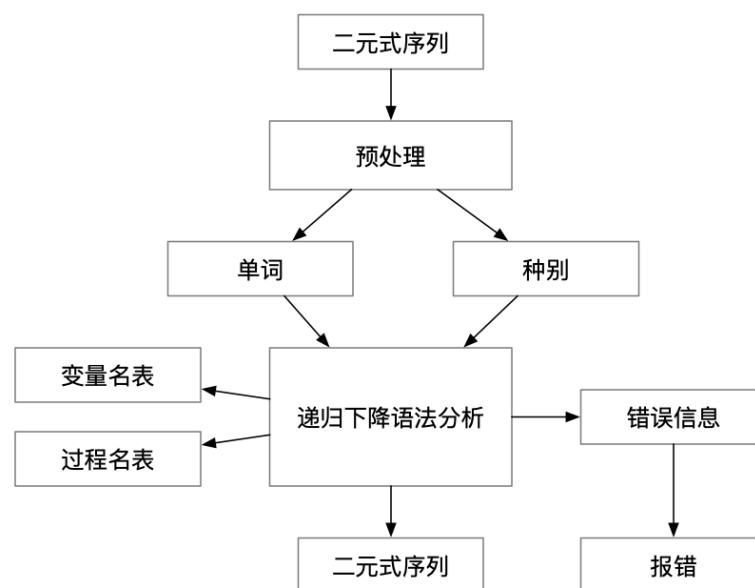 二元式序列
预处理
单词
种别
变量名表
递归下降语法分析
错误信息
过程名表
二元式序列
报错